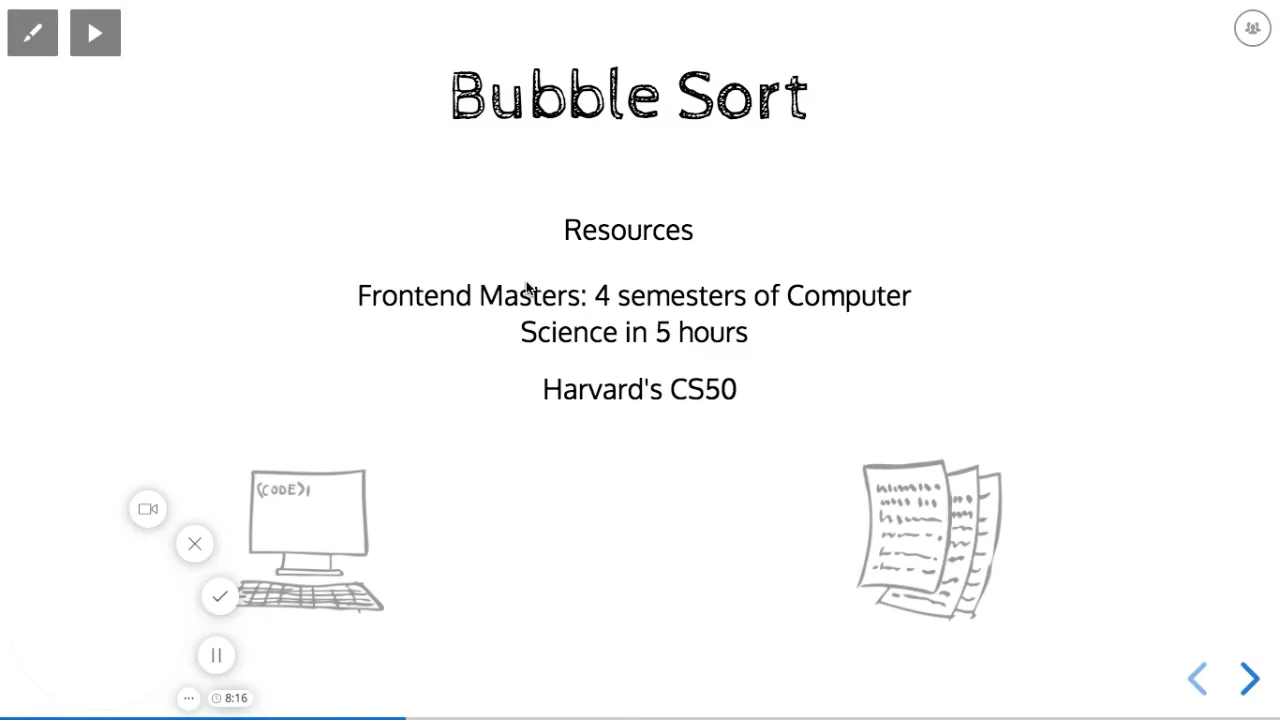 Bubble Sort
Resources
Frontend Masters: 4 semesters of Computer
Science in 5 hours
Harvard's CS50
(CODE)
8:16